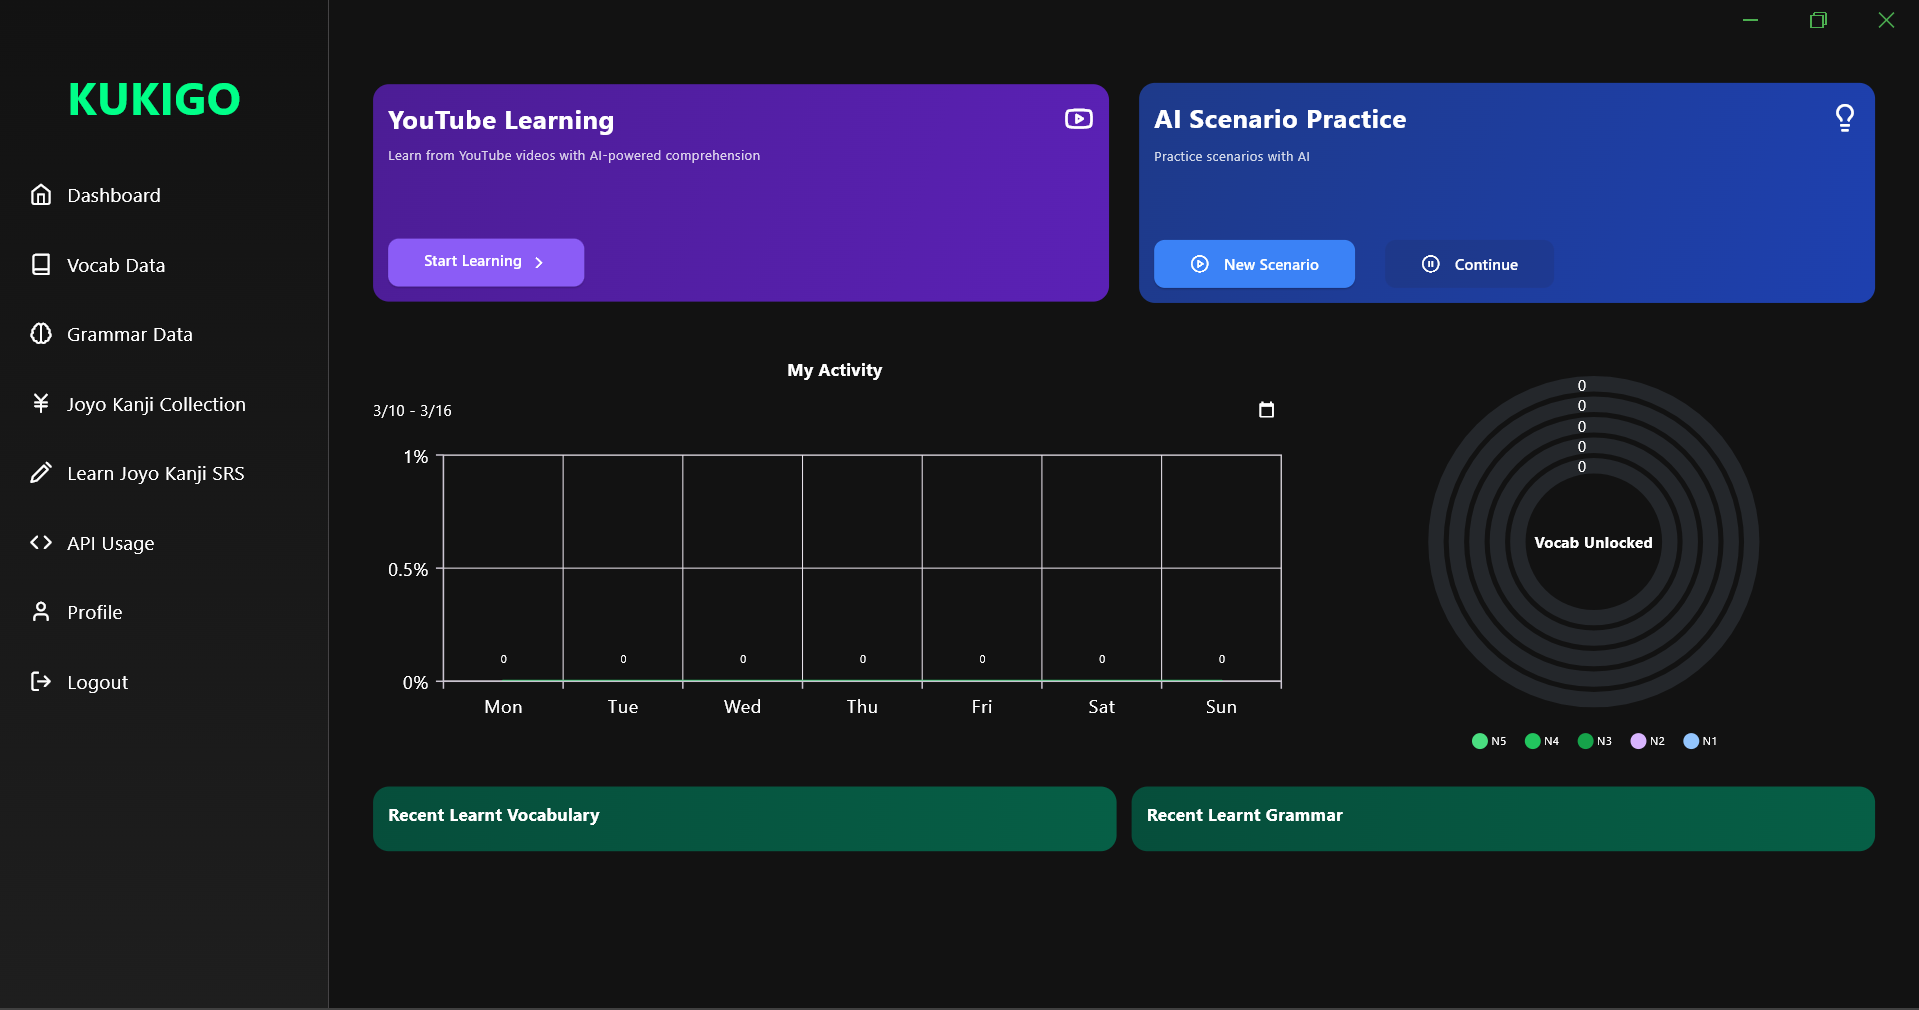 KUKIGO
Dashboard
Vocab Data
Grammar Data
Joyo Kanji Collection
Learn Joyo Kanji SRS
API Usage
Profile
Logout
YouTube Learning
Learn from YouTube videos with AI-powered comprehension
Start Learning
AI Scenario Practice
Practice scenarios with AI
New Scenario
Continue
My Activity
3/10 - 3/16
1%
0.5%
0%
0 0 0 0 0 0 0
Mon Tue Wed Thu Fri Sat Sun
0
0
0
0
0
Vocab Unlocked
N5 N4 N3 N2 N1
Recent Learnt Vocabulary
Recent Learnt Grammar